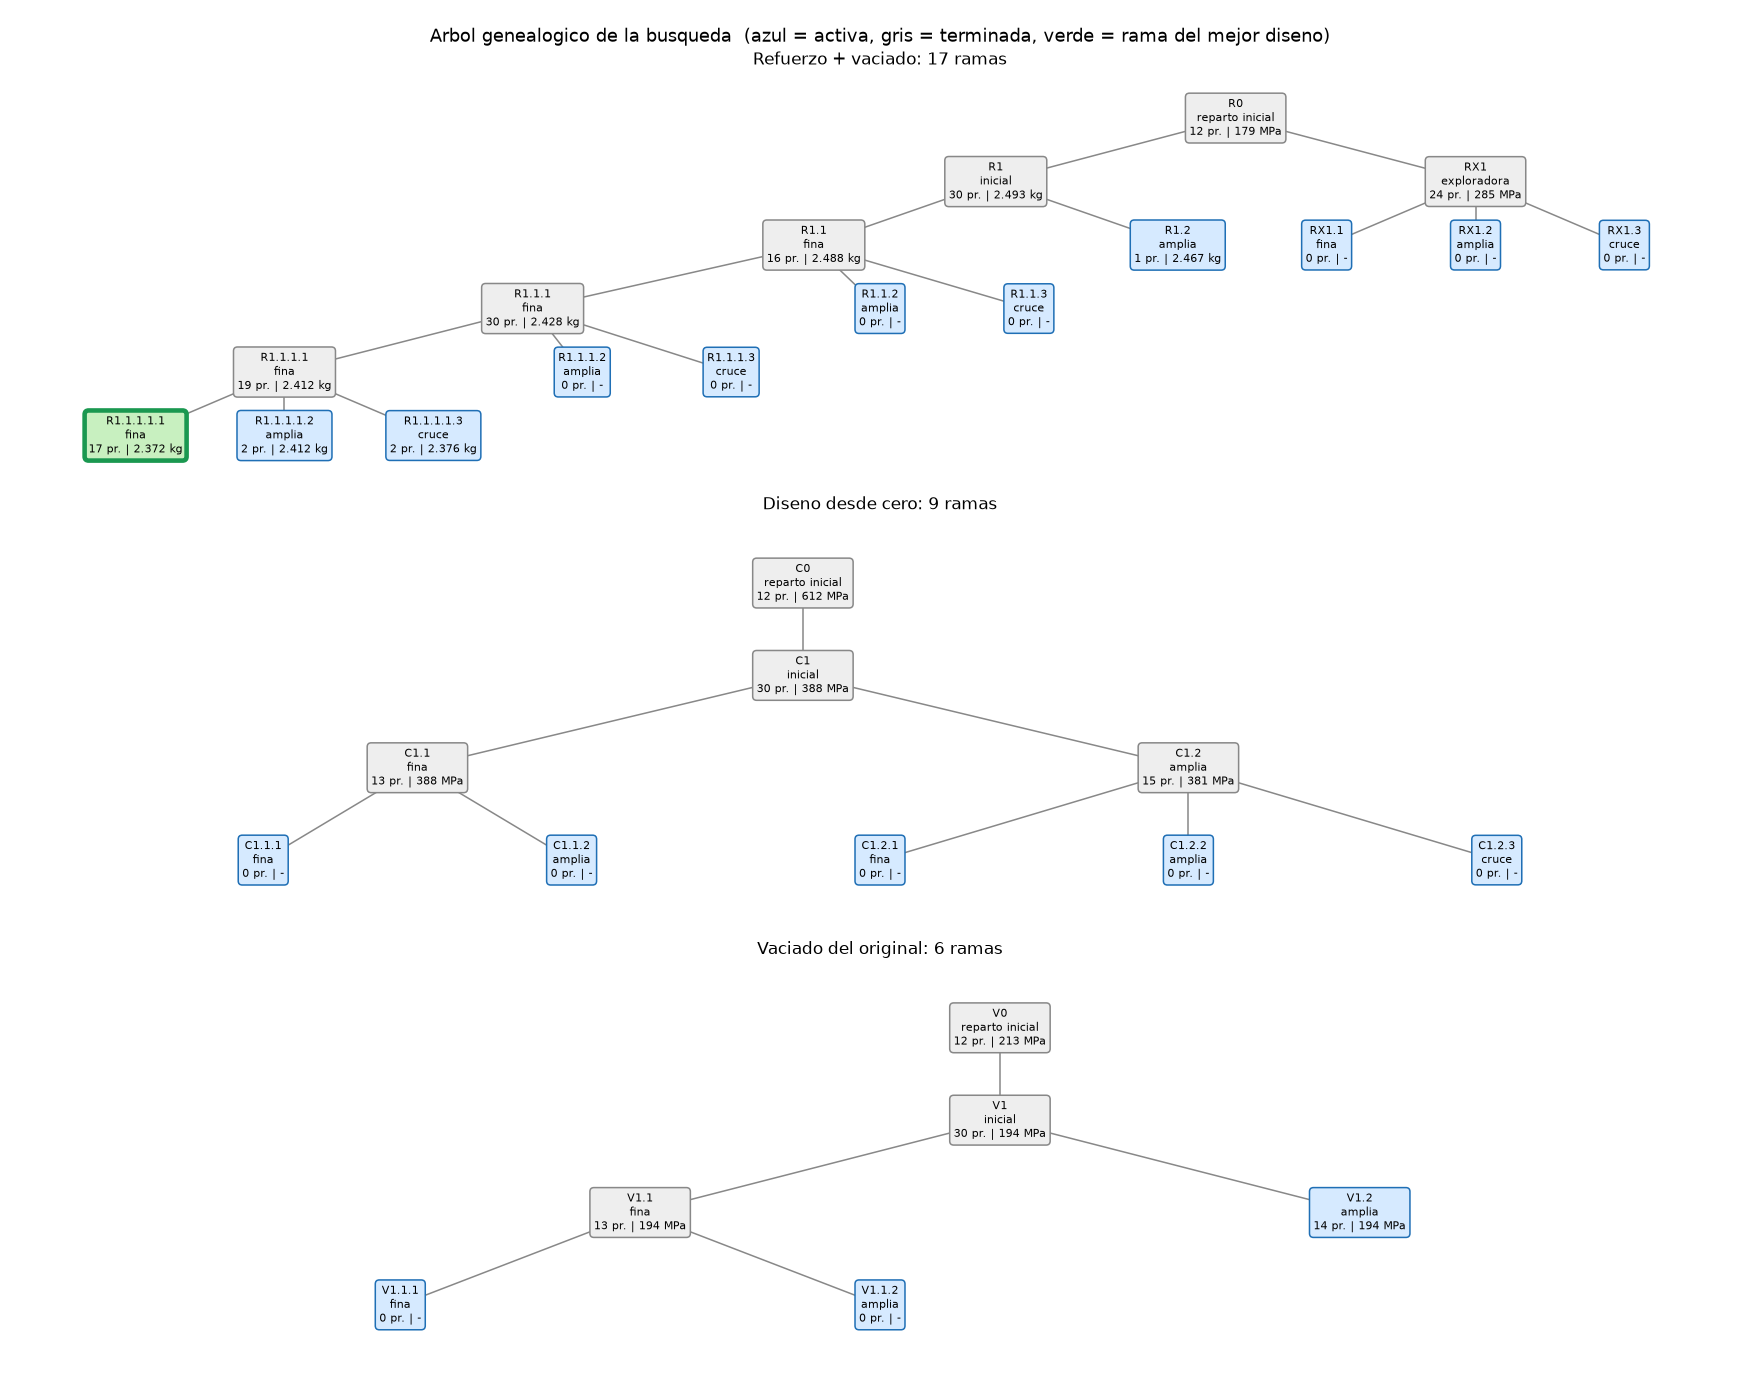 Arbol genealogico de la busqueda  (azul = activa, gris = terminada, verde = rama del mejor diseno)
Refuerzo + vaciado: 17 ramas
R0
reparto inicial
12 pr. | 179 MPa
R1
inicial
30 pr. | 2.493 kg
RX1
exploradora
24 pr. | 285 MPa
R1.1
fina
16 pr. | 2.488 kg
R1.2
amplia
1 pr. | 2.467 kg
RX1.1
fina
0 pr. | -
RX1.2
amplia
0 pr. | -
RX1.3
cruce
0 pr. | -
R1.1.1
fina
30 pr. | 2.428 kg
R1.1.2
amplia
0 pr. | -
R1.1.3
cruce
0 pr. | -
R1.1.1.1
fina
19 pr. | 2.412 kg
R1.1.1.2
amplia
0 pr. | -
R1.1.1.3
cruce
0 pr. | -
R1.1.1.1.1
fina
17 pr. | 2.372 kg
R1.1.1.1.2
amplia
2 pr. | 2.412 kg
R1.1.1.1.3
cruce
2 pr. | 2.376 kg
Diseno desde cero: 9 ramas
C0
reparto inicial
12 pr. | 612 MPa
C1
inicial
30 pr. | 388 MPa
C1.1
fina
13 pr. | 388 MPa
C1.2
amplia
15 pr. | 381 MPa
C1.1.1
fina
0 pr. | -
C1.1.2
amplia
0 pr. | -
C1.2.1
fina
0 pr. | -
C1.2.2
amplia
0 pr. | -
C1.2.3
cruce
0 pr. | -
Vaciado del original: 6 ramas
V0
reparto inicial
12 pr. | 213 MPa
V1
inicial
30 pr. | 194 MPa
V1.1
fina
13 pr. | 194 MPa
V1.2
amplia
14 pr. | 194 MPa
V1.1.1
fina
0 pr. | -
V1.1.2
amplia
0 pr. | -